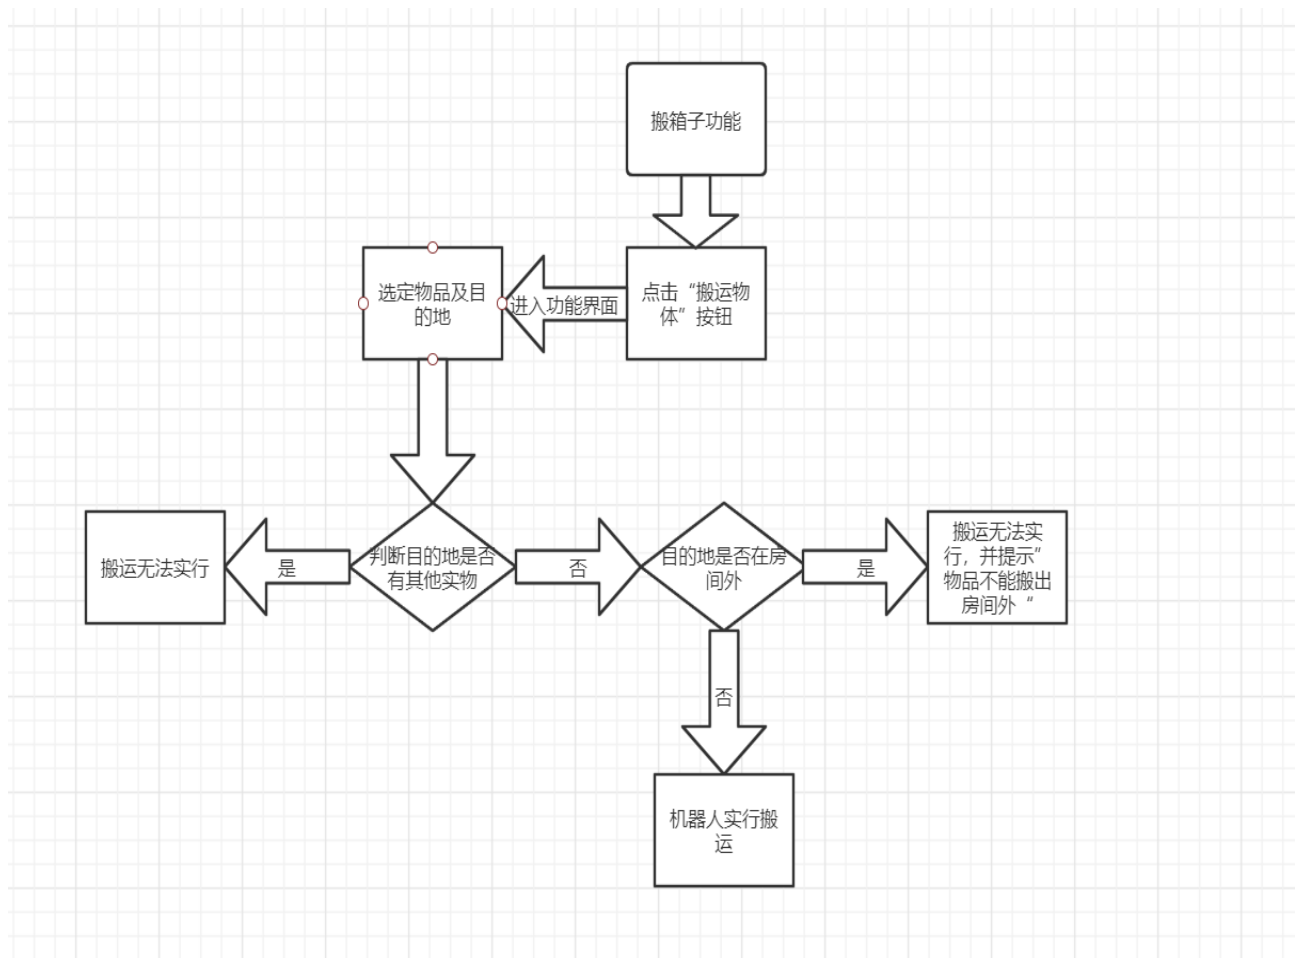 搬箱子功能
选定物品及目
的地
进入功能界面
点击“搬运物
体”按钮
搬运无法实行
是
判断目的地是否
有其他实物
否
目的地是否在房
间外
是
搬运无法实
行，并提示”
物品不能搬出
房间外“
否
机器人实行搬
运